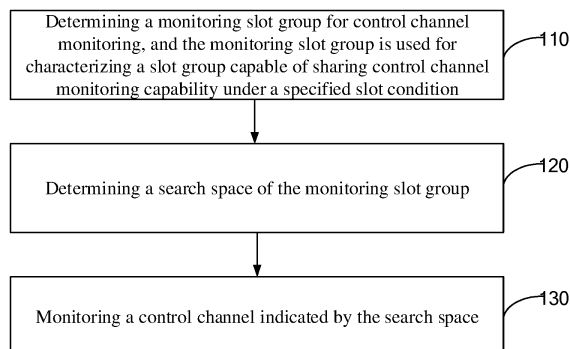 Determining a monitoring slot group for control channel
monitoring, and the monitoring slot group is used for
characterizing a slot group capable of sharing control channel
monitoring capability under a specified slot condition
110
Determining a search space of the monitoring slot group
120
Monitoring a control channel indicated by the search space
130